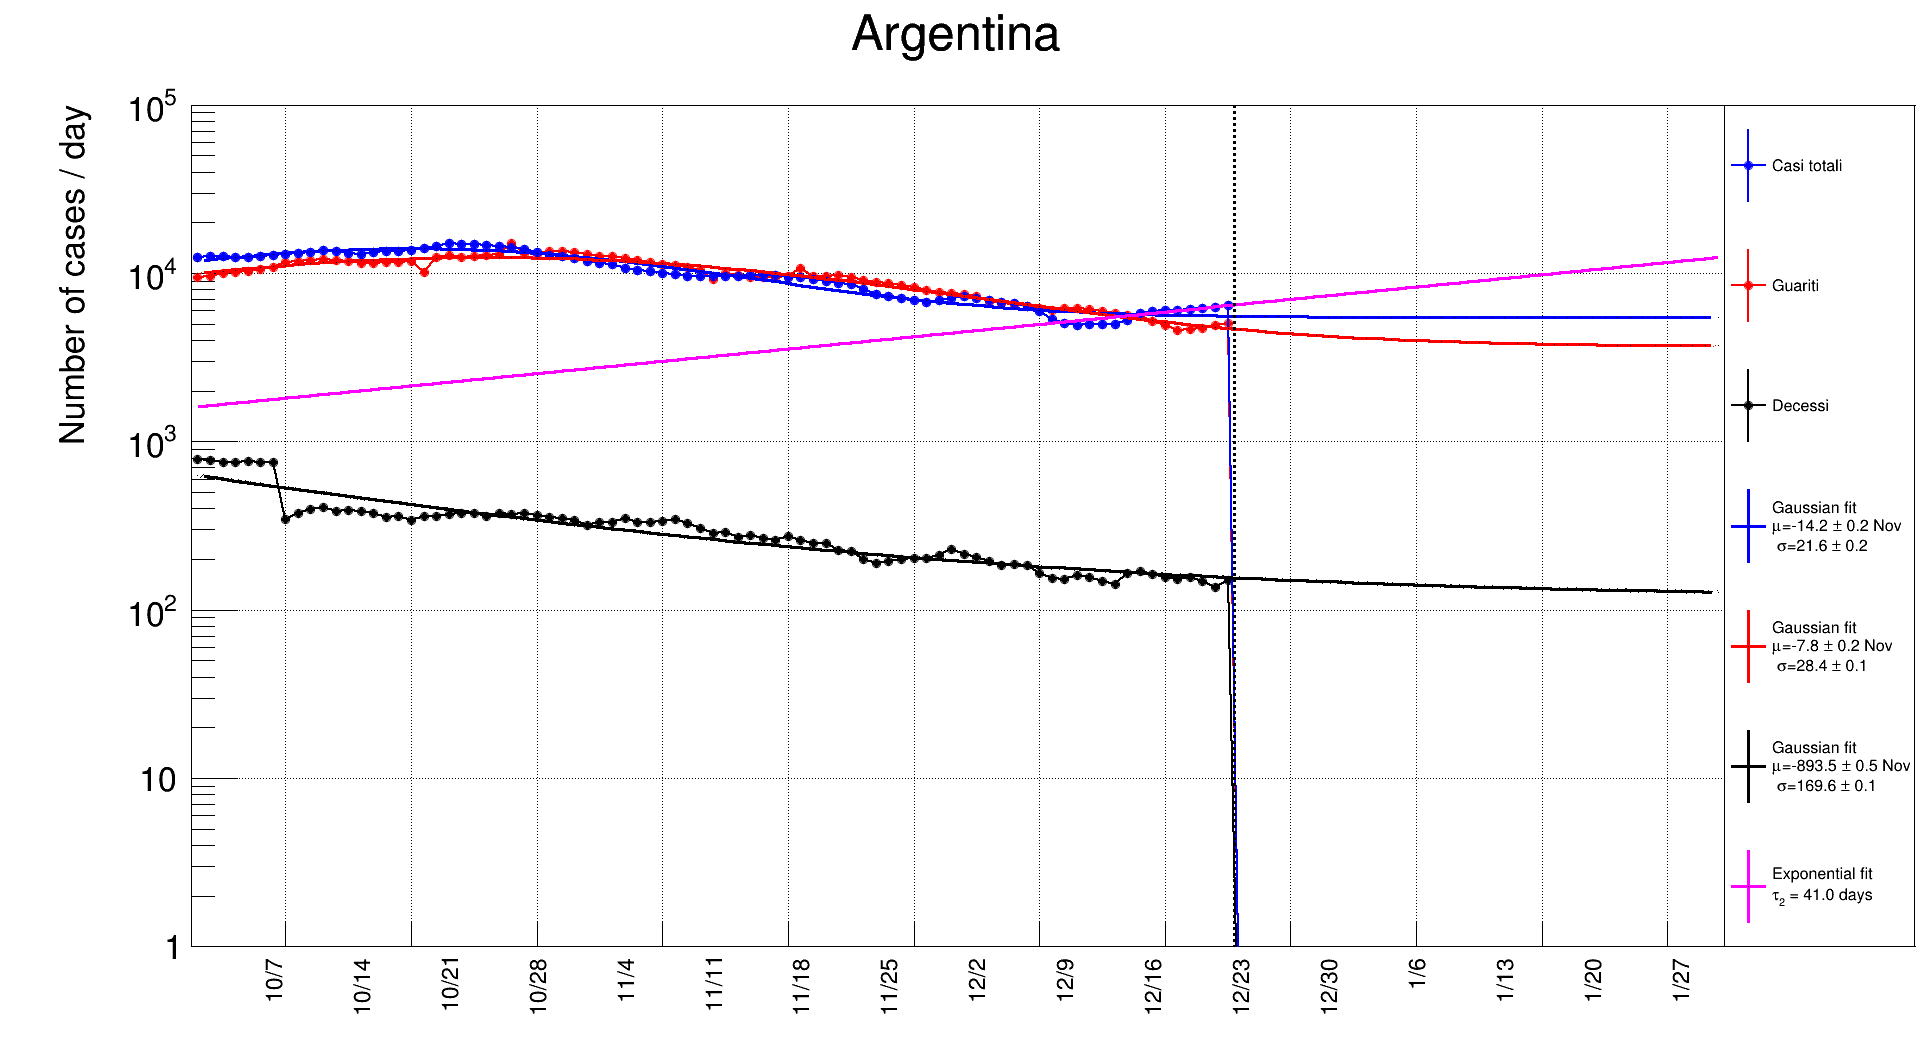 Argentina
Number of cases / day
10^5
10^4
10^3
10^2
10
1
10/7
10/14
10/21
10/28
11/4
11/11
11/18
11/25
12/2
12/9
12/16
12/23
12/30
1/6
1/13
1/20
1/27
Casi totali
Guariti
Decessi
Gaussian fit
μ=-14.2 ± 0.2 Nov
σ=21.6 ± 0.2
Gaussian fit
μ=-7.8 ± 0.2 Nov
σ=28.4 ± 0.1
Gaussian fit
μ=-893.5 ± 0.5 Nov
σ=169.6 ± 0.1
Exponential fit
τ₂ = 41.0 days